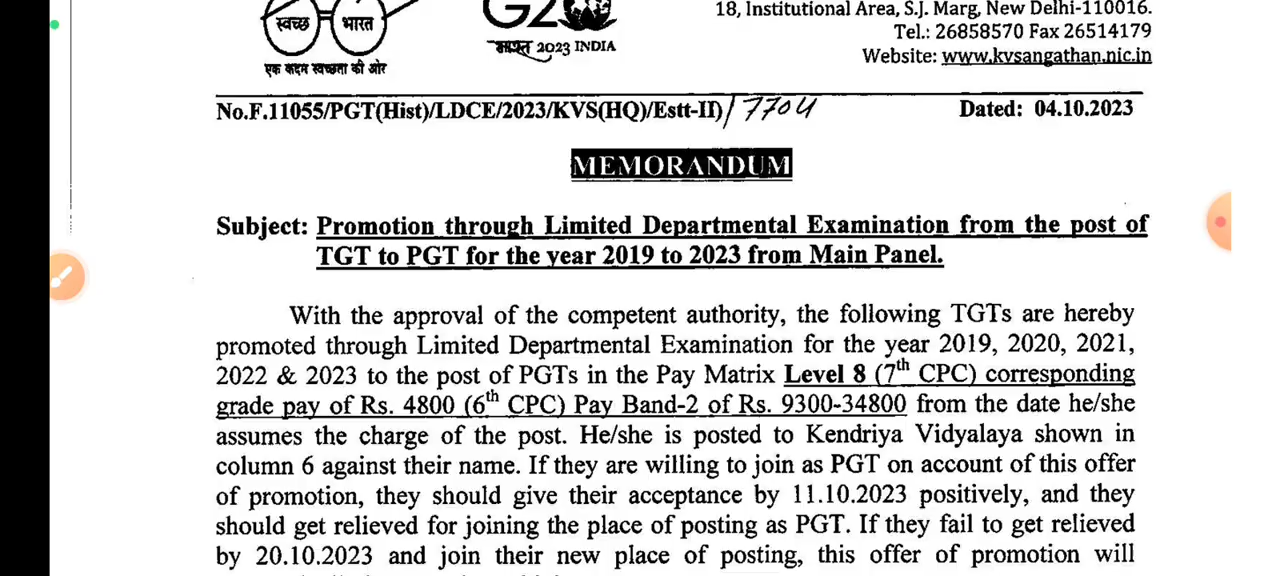 स्वच्छ भारत
एक कदम स्वच्छता की ओर
G20
भारत 2023 INDIA
18, Institutional Area, S.J. Marg, New Delhi-110016.
Tel.: 26858570 Fax 26514179
Website: www.kvsangathan.nic.in
No.F.11055/PGT(Hist)/LDCE/2023/KVS(HQ)/Estt-II)/7704
Dated: 04.10.2023
MEMORANDUM
Subject: Promotion through Limited Departmental Examination from the post of
TGT to PGT for the year 2019 to 2023 from Main Panel.
With the approval of the competent authority, the following TGTs are hereby
promoted through Limited Departmental Examination for the year 2019, 2020, 2021,
2022 & 2023 to the post of PGTs in the Pay Matrix Level 8 (7th CPC) corresponding
grade pay of Rs. 4800 (6th CPC) Pay Band-2 of Rs. 9300-34800 from the date he/she
assumes the charge of the post. He/she is posted to Kendriya Vidyalaya shown in
column 6 against their name. If they are willing to join as PGT on account of this offer
of promotion, they should give their acceptance by 11.10.2023 positively, and they
should get relieved for joining the place of posting as PGT. If they fail to get relieved
by 20.10.2023 and join their new place of posting, this offer of promotion will